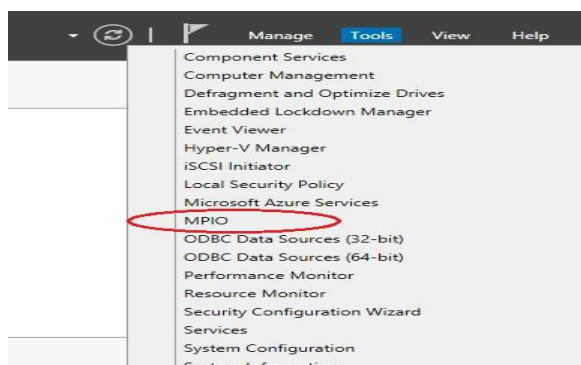 Manage Tools View Help
Component Services
Computer Management
Defragment and Optimize Drives
Embedded Lockdown Manager
Event Viewer
Hyper-V Manager
iSCSI Initiator
Local Security Policy
Microsoft Azure Services
MPIO
ODBC Data Sources (32-bit)
ODBC Data Sources (64-bit)
Performance Monitor
Resource Monitor
Security Configuration Wizard
Services
System Configuration